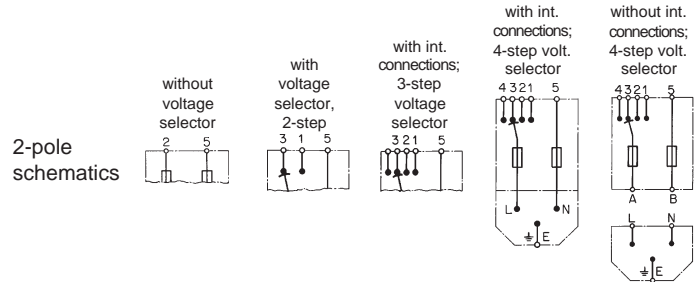 2-pole
schematics
without
voltage
selector
2 5
with
voltage
selector,
2-step
3 1 5
with int.
connections;
3-step
voltage
selector
3 2 1 5
with int.
connections;
4-step volt.
selector
4 3 2 1 5
L N
E
without int.
connections;
4-step volt.
selector
4 3 2 1 5
A B
L N
E